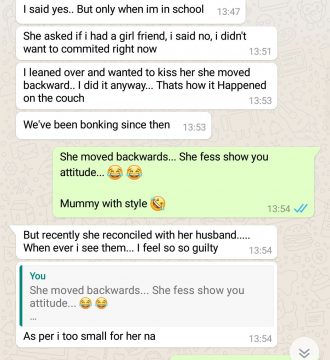 I said yes.. But only when im in school
13:47
She asked if i had a girl friend, i said no, i didn't
want to commited right now
13:51
I leaned over and wanted to kiss her she moved
backward.. I did it anyway... Thats how it Happened
on the couch
13:53
We've been bonking since then
13:53
She moved backwards... She fess show you
attitude... 😂😂
Mummy with style 🤪
13:54
But recently she reconciled with her husband.....
When ever i see them... I feel so so guilty
13:54
You
She moved backwards... She fess show you
attitude... 😂😂
...
As per i too small for her na
13:54